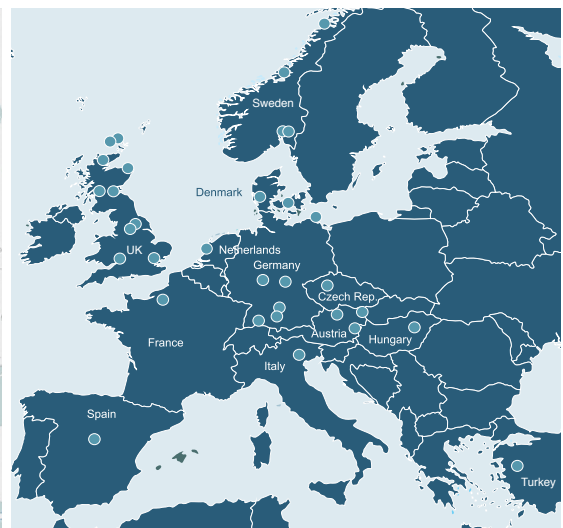 Sweden
Denmark
UK
Netherlands
Germany
Czech Rep.
France
Austria
Hungary
Italy
Spain
Turkey